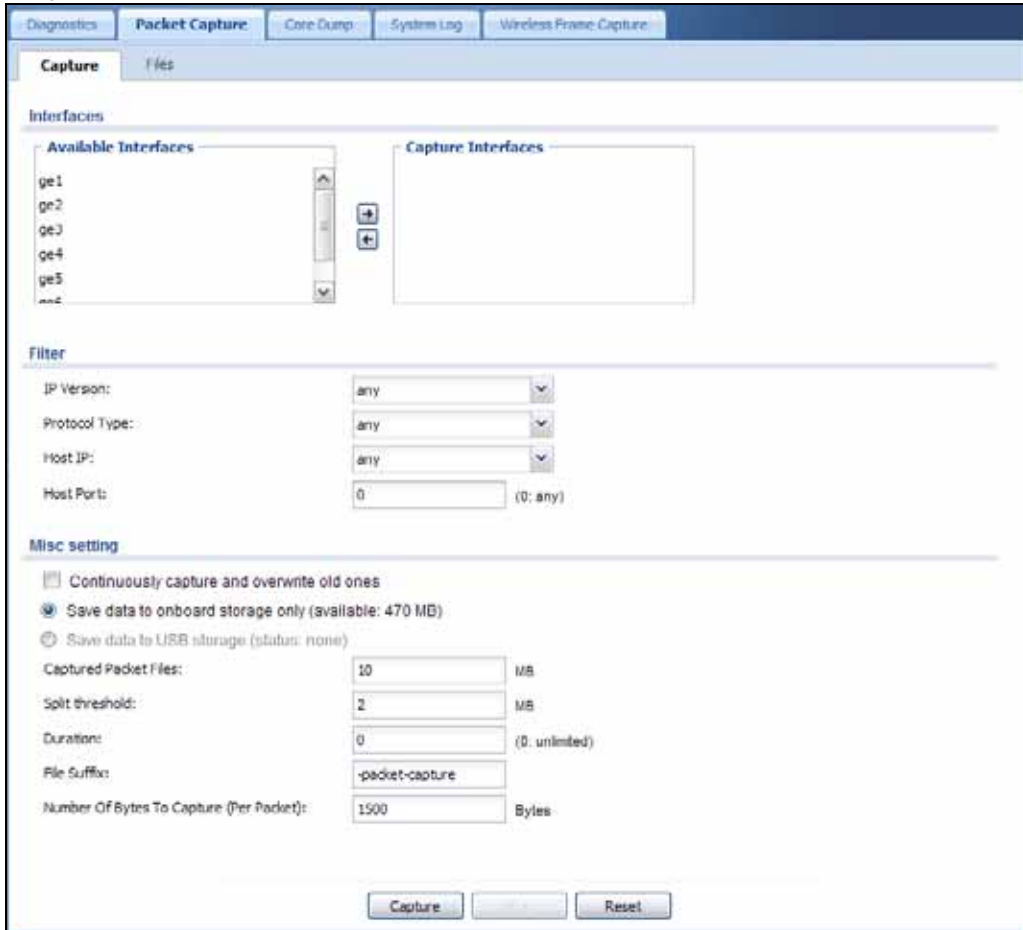 Diagnostics Packet Capture Core Dump System Log Wireless Frame Capture
Capture Files
Interfaces
Available Interfaces Capture Interfaces
ge1
ge2
ge3
ge4
ge5
Filter
IP Version: any
Protocol Type: any
Host IP: any
Host Port: 0 (0: any)
Misc setting
Continuously capture and overwrite old ones
Save data to onboard storage only (available: 470 MB)
Save data to USB storage (status: none)
Captured Packet Files: 10 MB
Split threshold: 2 MB
Duration: 0 (0: unlimited)
File Suffix: -packet-capture
Number Of Bytes To Capture (Per Packet): 1500 Bytes
Capture Reset